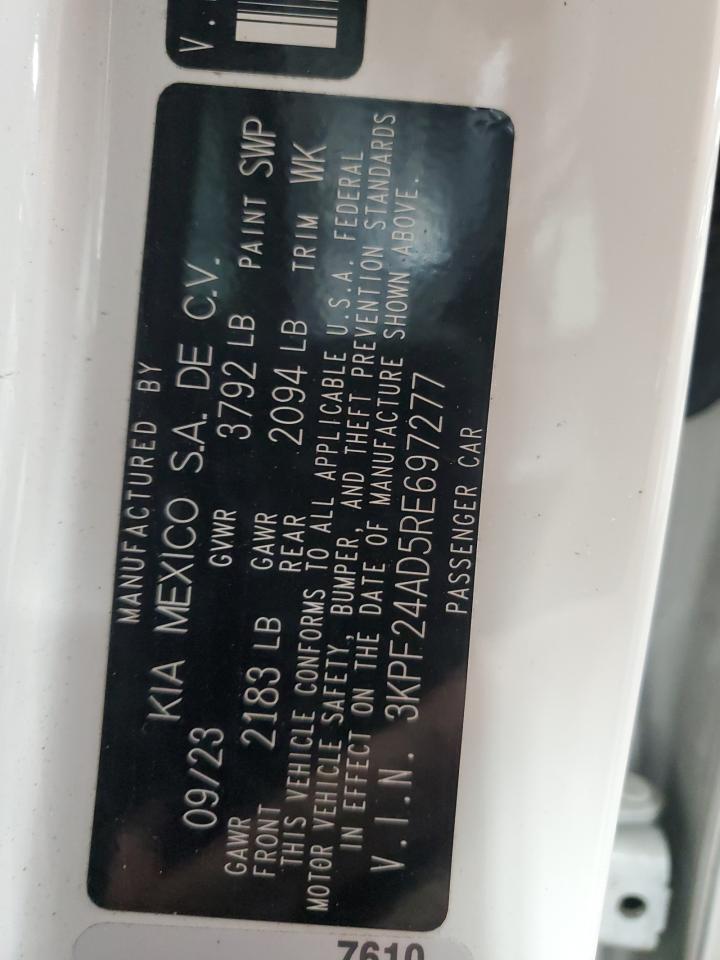 V.
MANUFACTURED BY
KIA MEXICO S.A. DE C.V.
09/23 GVWR 3792 LB PAINT SWP
GAWR FRONT 2183 LB GAWR REAR 2094 LB TRIM WK
THIS VEHICLE CONFORMS TO ALL APPLICABLE U.S.A. FEDERAL
MOTOR VEHICLE SAFETY, BUMPER, AND THEFT PREVENTION STANDARDS
IN EFFECT ON THE DATE OF MANUFACTURE SHOWN ABOVE.
V.I.N. 3KPF24AD5RE697277
PASSENGER CAR
7610